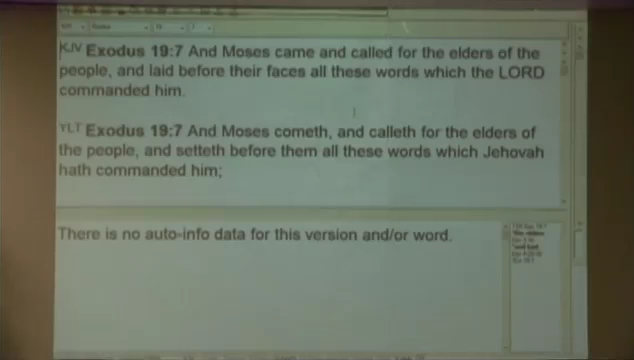 KJV Exodus 19:7 And Moses came and called for the elders of the
people, and laid before their faces all these words which the LORD
commanded him.
YLT Exodus 19:7 And Moses cometh, and calleth for the elders of
the people, and setteth before them all these words which Jehovah
hath commanded him;
There is no auto-info data for this version and/or word.